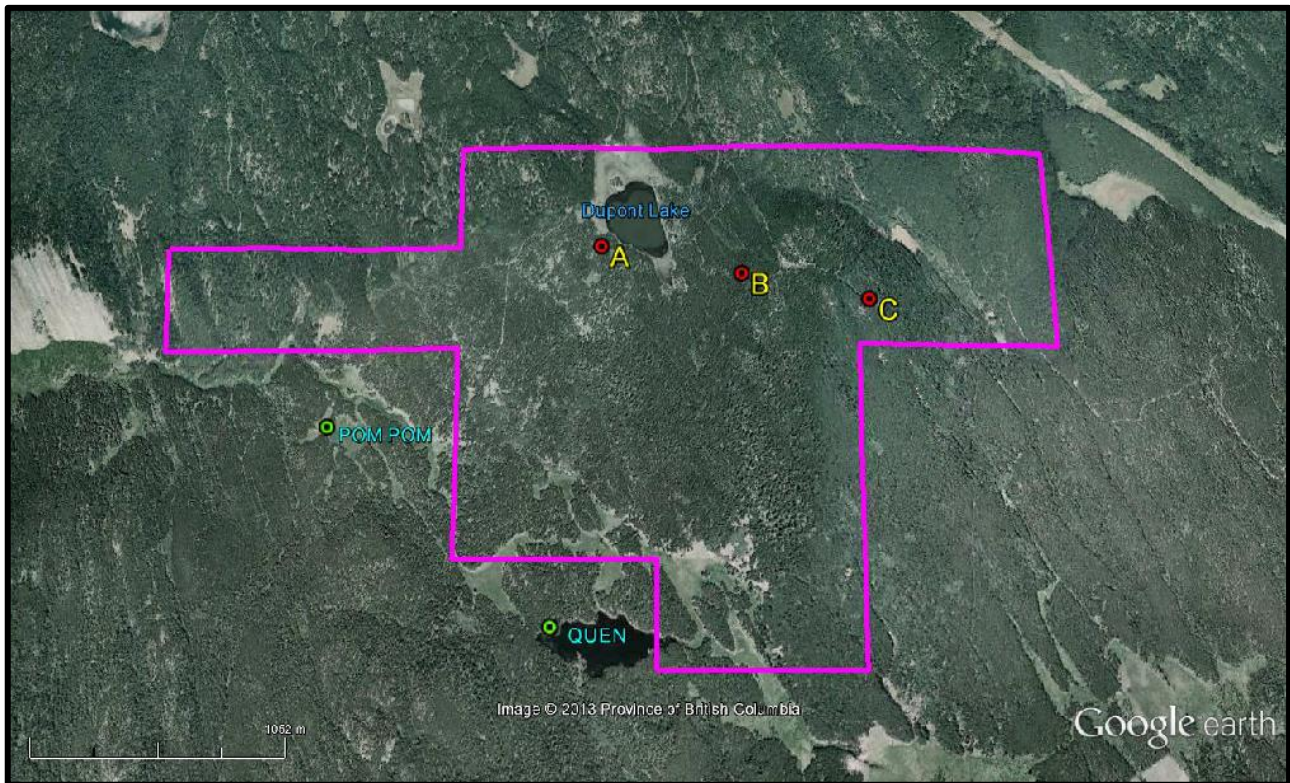 Dupont Lake
A
B
C
POM POM
QUEN
Image © 2013 Province of British Columbia
1062 m
Google earth